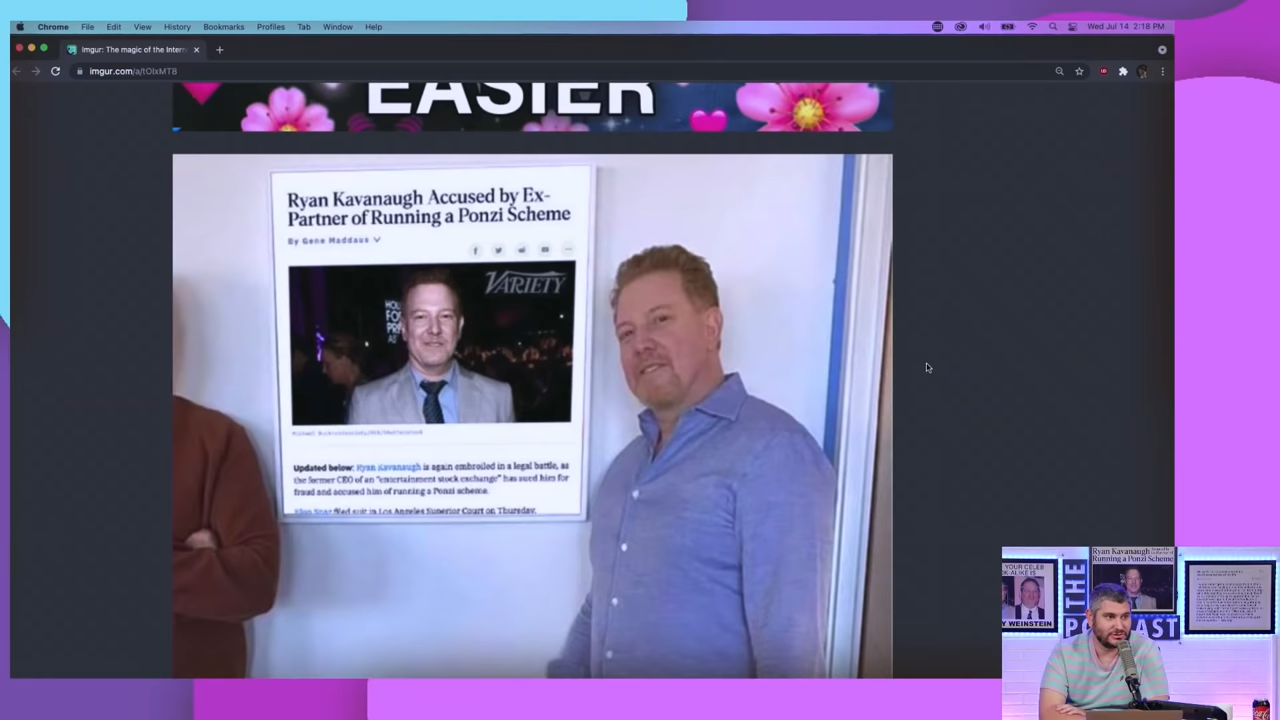 Chrome File Edit View History Bookmarks Profiles Tab Window Help
Wed Jul 14 2:18 PM
Imgur: The magic of the Intern
imgur.com/a/tOlxMT8
EASIER
Ryan Kavanaugh Accused by Ex-
Partner of Running a Ponzi Scheme
By Gene Maddaus
VARIETY
Updated below: Ryan Kavanaugh is again embroiled in a legal battle, as
the former CEO of an "entertainment stock exchange" has sued him for
fraud and accused him of running a Ponzi scheme.
filed suit in Los Angeles Superior Court on Thursday.
Ryan Kavanaugh
Running a Ponzi Scheme
YOUR CELEB
ALIKE IS
WEINSTEIN
THE